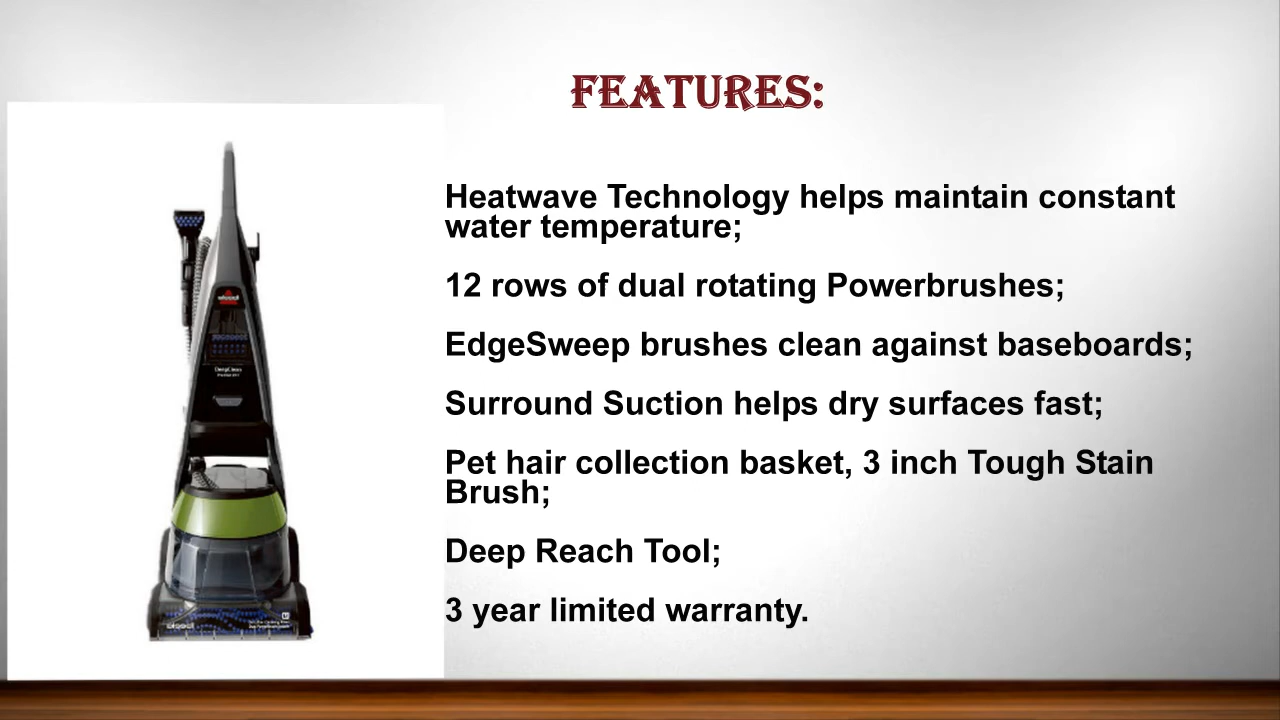 FEATURES:
Heatwave Technology helps maintain constant
water temperature;
12 rows of dual rotating Powerbrushes;
EdgeSweep brushes clean against baseboards;
Surround Suction helps dry surfaces fast;
Pet hair collection basket, 3 inch Tough Stain
Brush;
Deep Reach Tool;
3 year limited warranty.
BISSELL
DeepClean